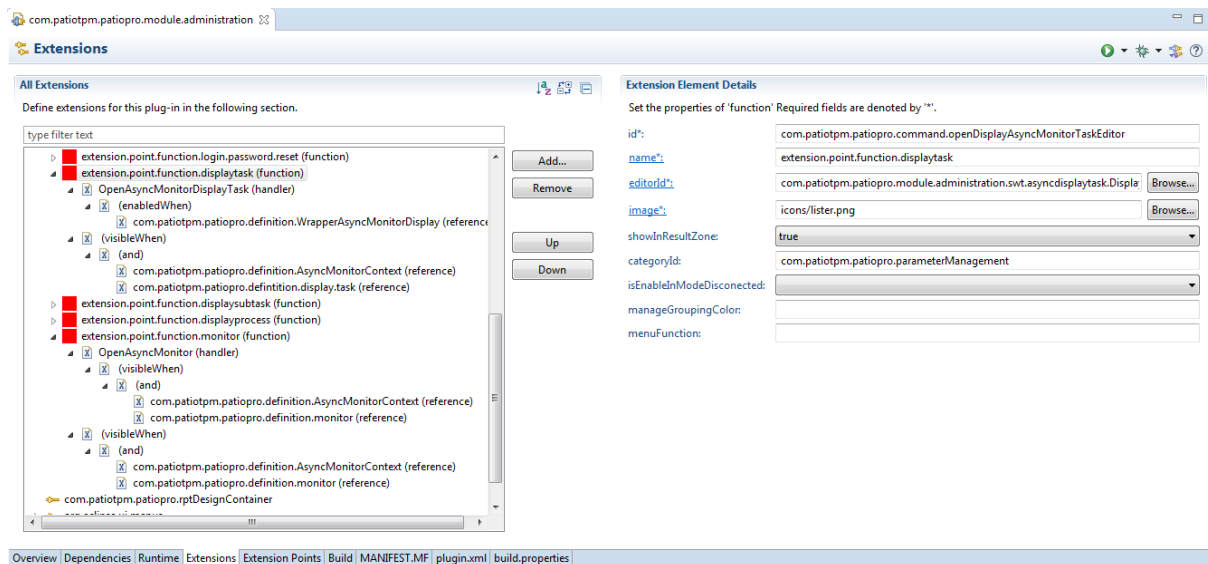 com.patiotpm.patiopro.module.administration
Extensions
All Extensions
Define extensions for this plug-in in the following section.
type filter text
extension.point.function.login.password.reset (function)
extension.point.function.displaytask (function)
OpenAsyncMonitorDisplayTask (handler)
(enabledWhen)
com.patiotpm.patiopro.definition.WrapperAsyncMonitorDisplay (reference
(visibleWhen)
(and)
com.patiotpm.patiopro.definition.AsyncMonitorContext (reference)
com.patiotpm.patiopro.defintition.display.task (reference)
extension.point.function.displaysubtask (function)
extension.point.function.displayprocess (function)
extension.point.function.monitor (function)
OpenAsyncMonitor (handler)
(visibleWhen)
(and)
com.patiotpm.patiopro.definition.AsyncMonitorContext (reference)
com.patiotpm.patiopro.definition.monitor (reference)
(visibleWhen)
(and)
com.patiotpm.patiopro.definition.AsyncMonitorContext (reference)
com.patiotpm.patiopro.definition.monitor (reference)
com.patiotpm.patiopro.rptDesignContainer
Add...
Remove
Up
Down
Extension Element Details
Set the properties of 'function' Required fields are denoted by '*'.
id*: com.patiotpm.patiopro.command.openDisplayAsyncMonitorTaskEditor
name*: extension.point.function.displaytask
editorId*: com.patiotpm.patiopro.module.administration.swt.asyncdisplaytask.Displa Browse...
image*: icons/lister.png Browse...
showInResultZone: true
categoryId: com.patiotpm.patiopro.parameterManagement
isEnableInModeDisconected:
manageGroupingColor:
menuFunction:
Overview Dependencies Runtime Extensions Extension Points Build MANIFEST.MF plugin.xml build.properties